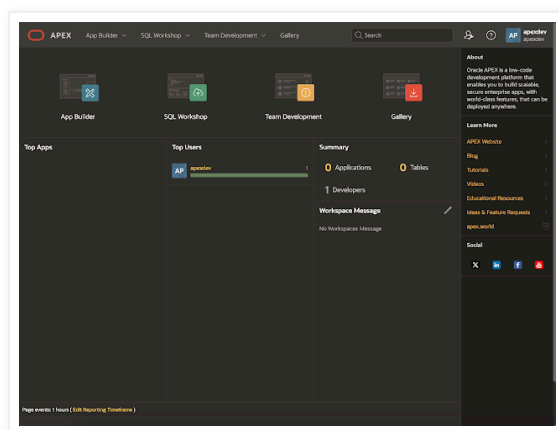 APEX App Builder SQL Workshop Team Development Gallery Search AP apexdev
apexdev
App Builder SQL Workshop Team Development Gallery
Top Apps
Top Users
AP apexdev 1
Summary
0 Applications 0 Tables
1 Developers
Workspace Message
No Workspaces Message
About
Oracle APEX is a low-code
development platform that
enables you to build scalable,
secure enterprise apps, with
world-class features, that can be
deployed anywhere.
Learn More
APEX Website
Blog
Tutorials
Videos
Educational Resources
Ideas & Feature Requests
apex.world
Social
Page events: 1 hours ( Edit Reporting Timeframe )